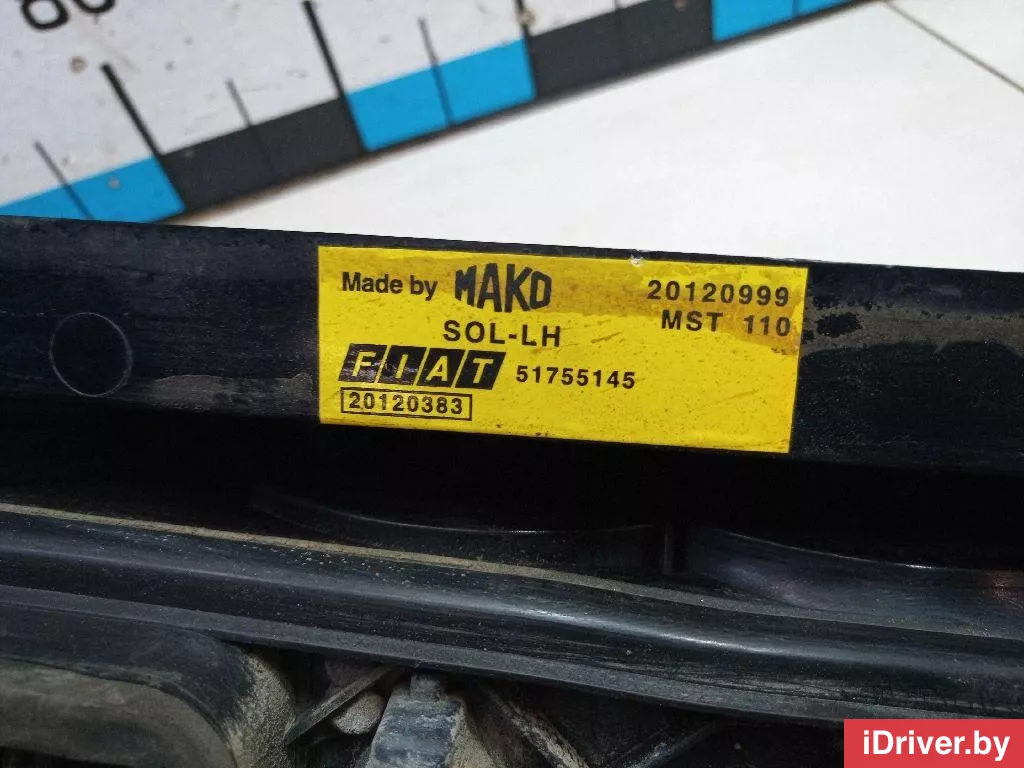 Made by MAKO 20120999
SOL-LH MST 110
FIAT 51755145
20120383
iDriver.by